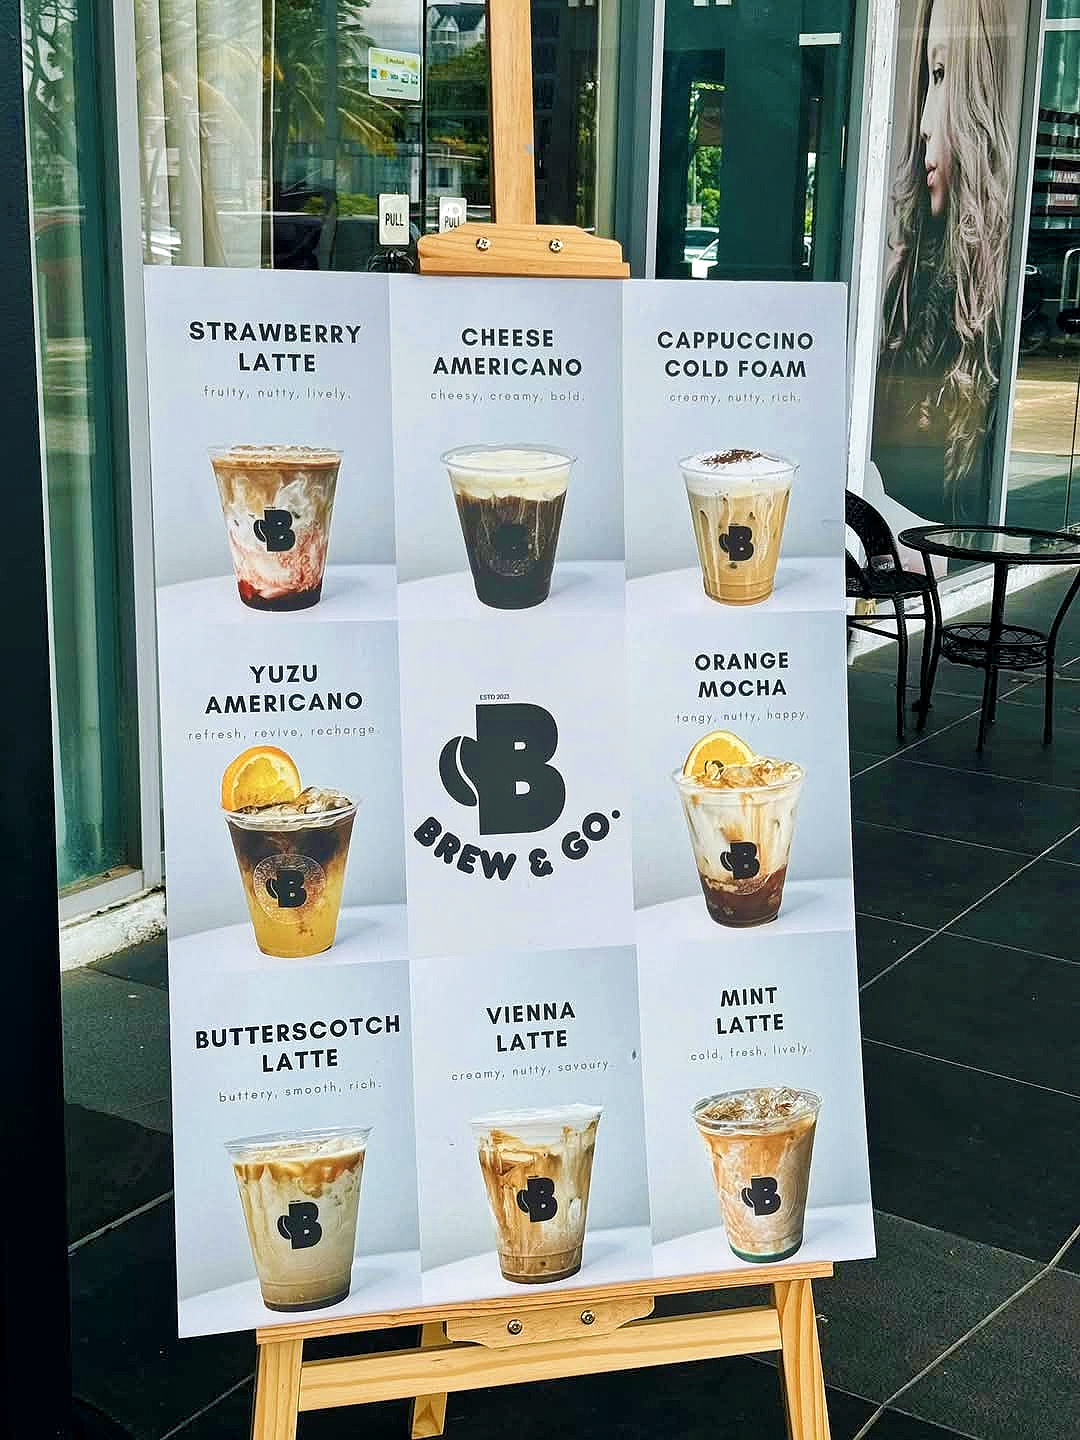 PULL
PULL
STRAWBERRY
LATTE
fruity, nutty, lively.
CHEESE
AMERICANO
cheesy, creamy, bold.
CAPPUCCINO
COLD FOAM
creamy, nutty, rich.
YUZU
AMERICANO
refresh, revive, recharge.
ESTD 2023
B
BREW & GO.
ORANGE
MOCHA
tangy, nutty, happy.
BUTTERSCOTCH
LATTE
buttery, smooth, rich.
VIENNA
LATTE
creamy, nutty, savoury.
MINT
LATTE
cold, fresh, lively.